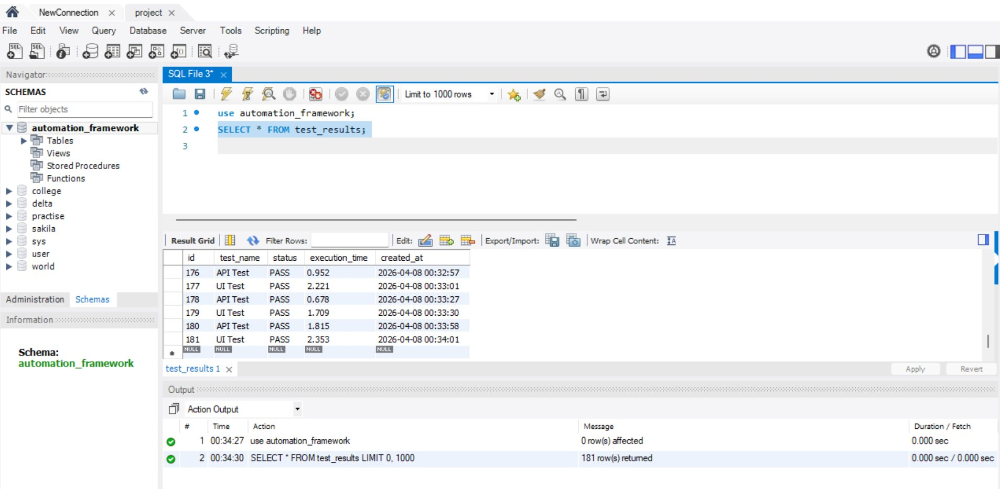 NewConnection
project
File Edit View Query Database Server Tools Scripting Help
SQL SQL
Navigator
SCHEMAS
Filter objects
automation_framework
Tables
Views
Stored Procedures
Functions
college
delta
practise
sakila
sys
user
world
Administration Schemas
Information
Schema:
automation_framework
SQL File 3*
Limit to 1000 rows
1 use automation_framework;
2 SELECT * FROM test_results;
3
Result Grid Filter Rows: Edit: Export/Import: Wrap Cell Content:
id test_name status execution_time created_at
176 API Test PASS 0.952 2026-04-08 00:32:57
177 UI Test PASS 2.221 2026-04-08 00:33:01
178 API Test PASS 0.678 2026-04-08 00:33:27
179 UI Test PASS 1.709 2026-04-08 00:33:30
180 API Test PASS 1.815 2026-04-08 00:33:58
181 UI Test PASS 2.353 2026-04-08 00:34:01
NULL NULL NULL NULL NULL
test_results 1
Apply Revert
Output
Action Output
# Time Action Message Duration / Fetch
1 00:34:27 use automation_framework 0 row(s) affected 0.000 sec
2 00:34:30 SELECT * FROM test_results LIMIT 0, 1000 181 row(s) returned 0.000 sec / 0.000 sec